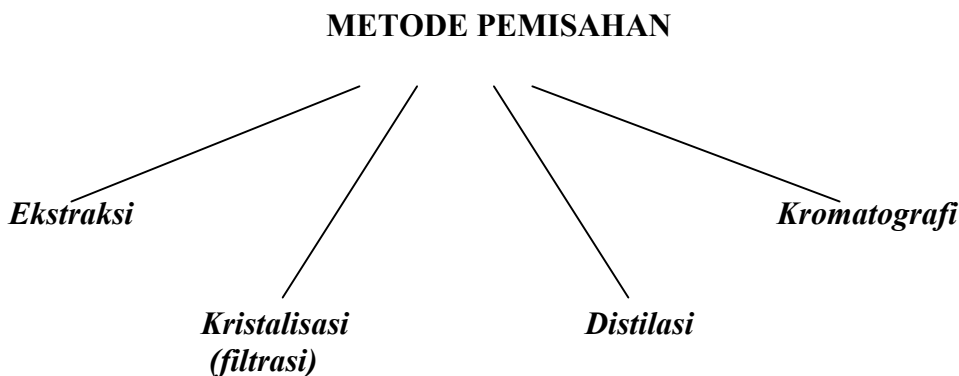 METODE PEMISAHAN
Ekstraksi
Kromatografi
Kristalisasi
(filtrasi)
Distilasi